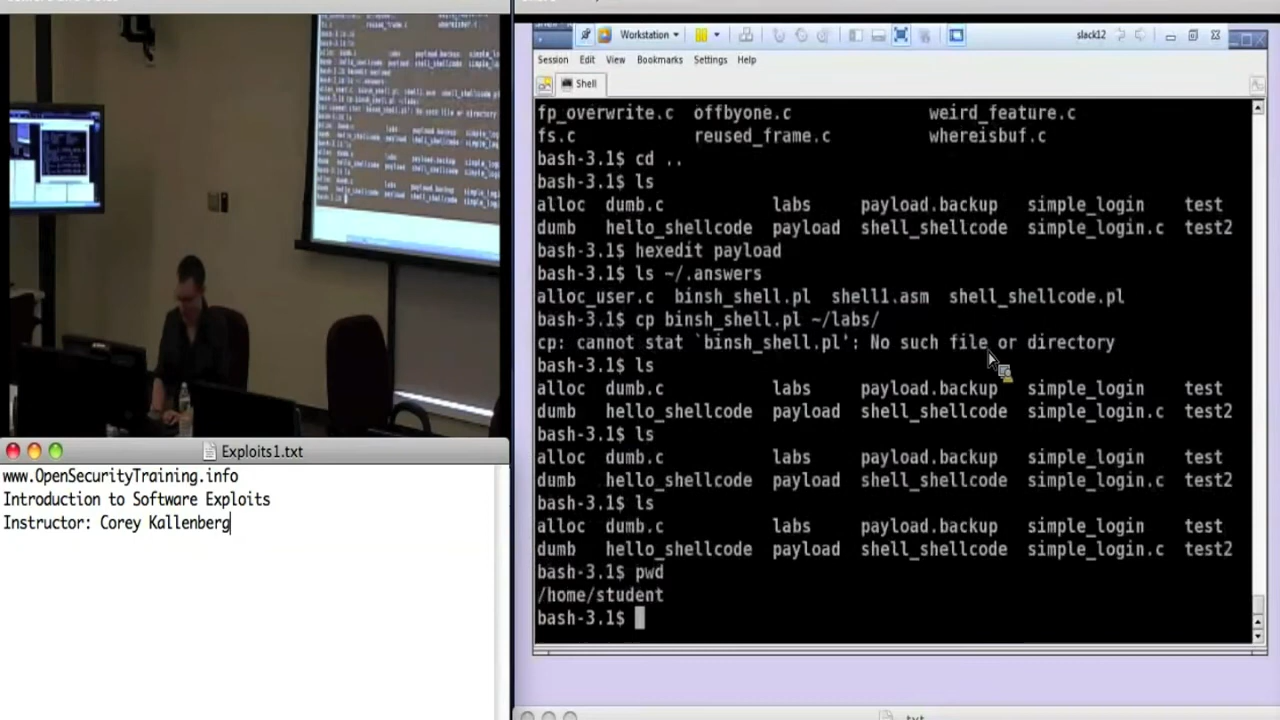 Workstation
slack12
Session Edit View Bookmarks Settings Help
Shell
fp_overwrite.c offbyone.c weird_feature.c
fs.c reused_frame.c whereisbuf.c
bash-3.1$ cd ..
bash-3.1$ ls
alloc dumb.c labs payload.backup simple_login test
dumb hello_shellcode payload shell_shellcode simple_login.c test2
bash-3.1$ hexedit payload
bash-3.1$ ls ~/.answers
alloc_user.c binsh_shell.pl shell1.asm shell_shellcode.pl
bash-3.1$ cp binsh_shell.pl ~/labs/
cp: cannot stat `binsh_shell.pl': No such file or directory
bash-3.1$ ls
alloc dumb.c labs payload.backup simple_login test
dumb hello_shellcode payload shell_shellcode simple_login.c test2
bash-3.1$ ls
alloc dumb.c labs payload.backup simple_login test
dumb hello_shellcode payload shell_shellcode simple_login.c test2
bash-3.1$ ls
alloc dumb.c labs payload.backup simple_login test
dumb hello_shellcode payload shell_shellcode simple_login.c test2
bash-3.1$ pwd
/home/student
bash-3.1$
Exploits1.txt
www.OpenSecurityTraining.info
Introduction to Software Exploits
Instructor: Corey Kallenberg